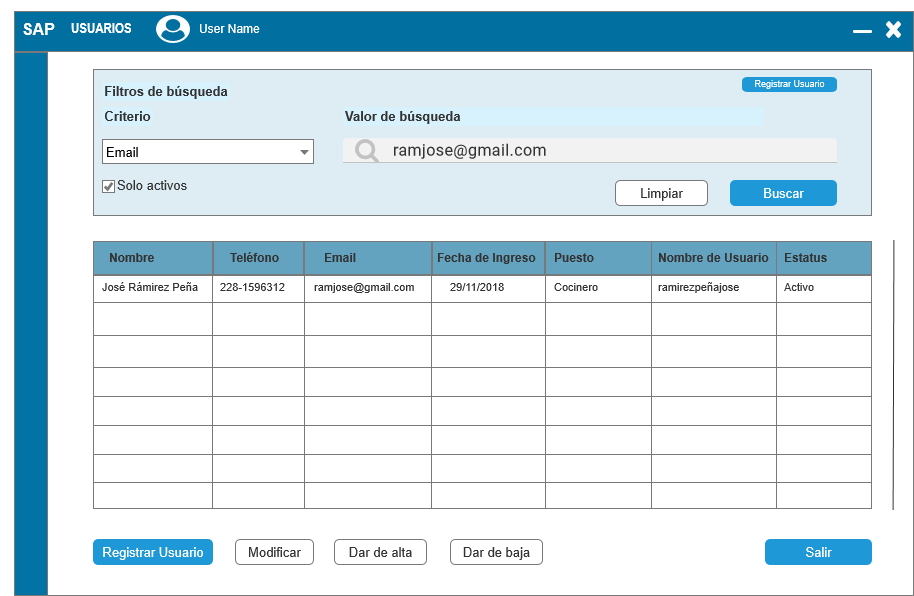 SAP USUARIOS User Name
Filtros de búsqueda Registrar Usuario
Criterio Valor de búsqueda
Email ramjose@gmail.com
Solo activos Limpiar Buscar
Nombre Teléfono Email Fecha de Ingreso Puesto Nombre de Usuario Estatus
José Rámirez Peña 228-1596312 ramjose@gmail.com 29/11/2018 Cocinero ramirezpeñajose Activo
Registrar Usuario Modificar Dar de alta Dar de baja Salir